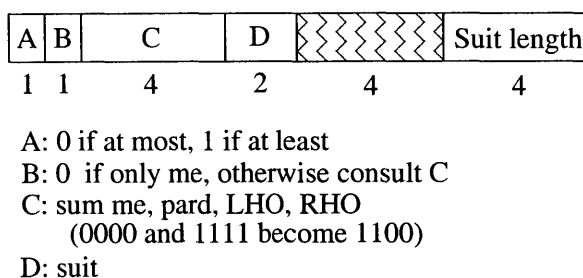 A B C D Suit length
1 1 4 2 4 4
A: 0 if at most, 1 if at least
B: 0 if only me, otherwise consult C
C: sum me, pard, LHO, RHO
(0000 and 1111 become 1100)
D: suit